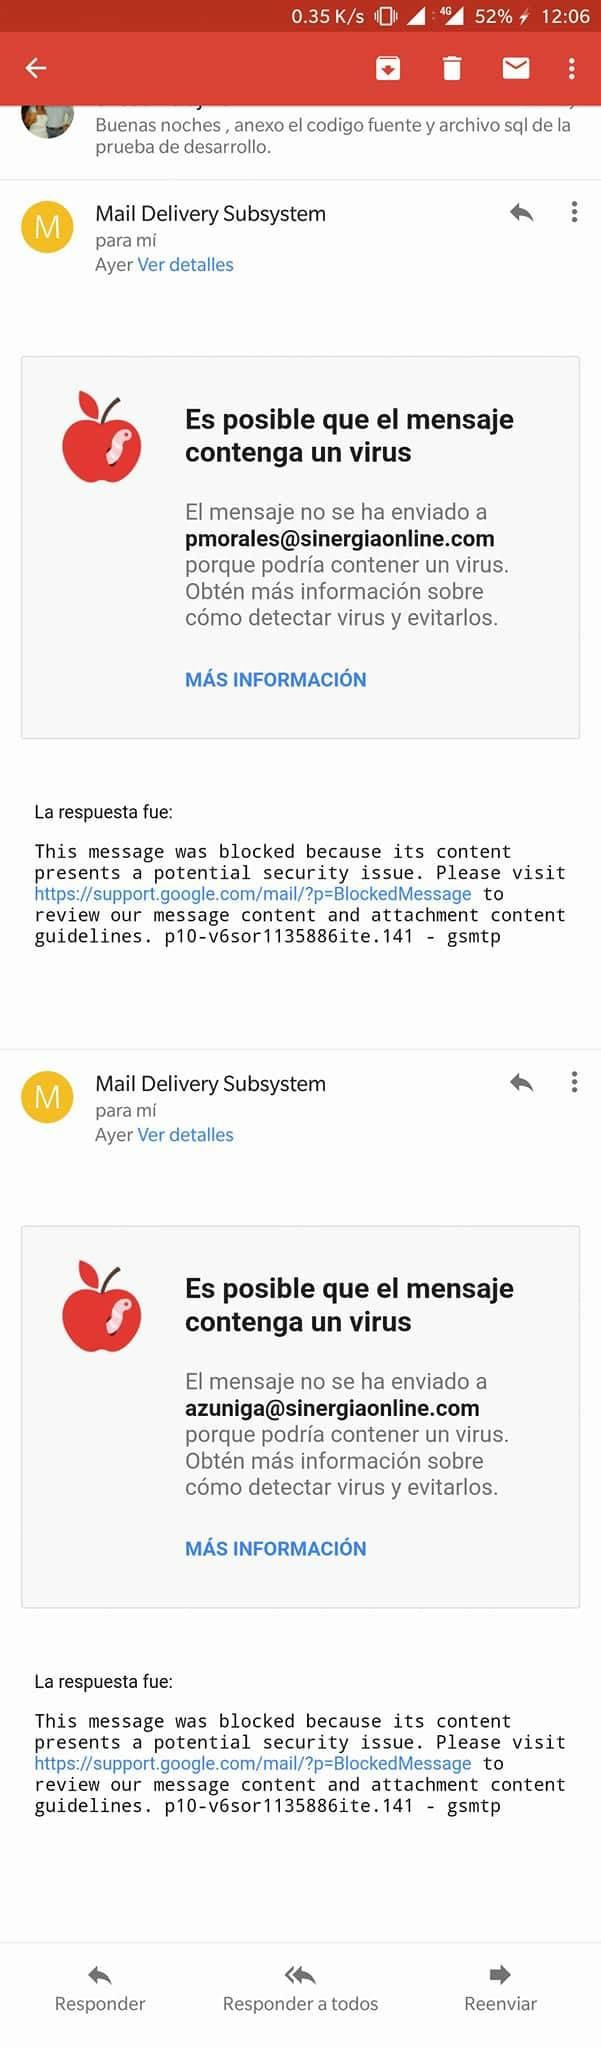 0.35 K/s 4G 52% 12:06
Buenas noches , anexo el codigo fuente y archivo sql de la
prueba de desarrollo.
M
Mail Delivery Subsystem
para mí
Ayer Ver detalles
Es posible que el mensaje
contenga un virus
El mensaje no se ha enviado a
pmorales@sinergiaonline.com
porque podría contener un virus.
Obtén más información sobre
cómo detectar virus y evitarlos.
MÁS INFORMACIÓN
La respuesta fue:
This message was blocked because its content
presents a potential security issue. Please visit
https://support.google.com/mail/?p=BlockedMessage to
review our message content and attachment content
guidelines. p10-v6sor1135886ite.141 - gsmtp
M
Mail Delivery Subsystem
para mí
Ayer Ver detalles
Es posible que el mensaje
contenga un virus
El mensaje no se ha enviado a
azuniga@sinergiaonline.com
porque podría contener un virus.
Obtén más información sobre
cómo detectar virus y evitarlos.
MÁS INFORMACIÓN
La respuesta fue:
This message was blocked because its content
presents a potential security issue. Please visit
https://support.google.com/mail/?p=BlockedMessage to
review our message content and attachment content
guidelines. p10-v6sor1135886ite.141 - gsmtp
Responder Responder a todos Reenviar